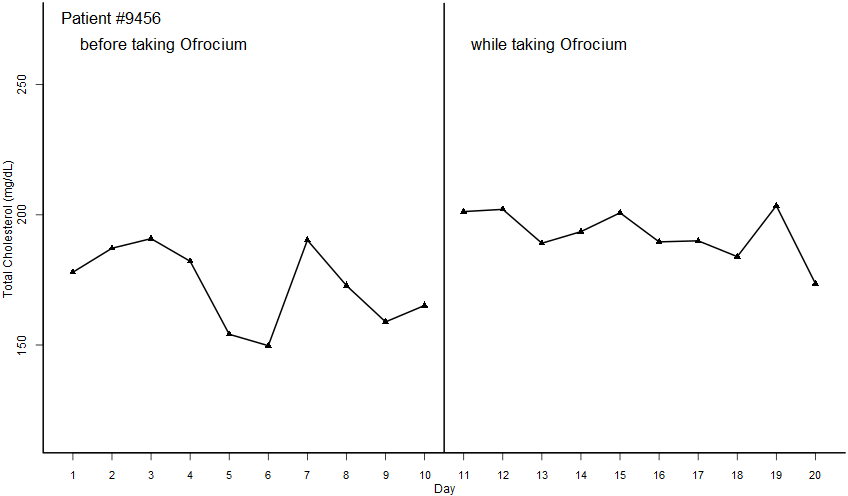 Patient #9456
before taking Ofrocium
while taking Ofrocium
Total Cholesterol (mg/dL)
250
200
150
1 2 3 4 5 6 7 8 9 10 11 12 13 14 15 16 17 18 19 20
Day